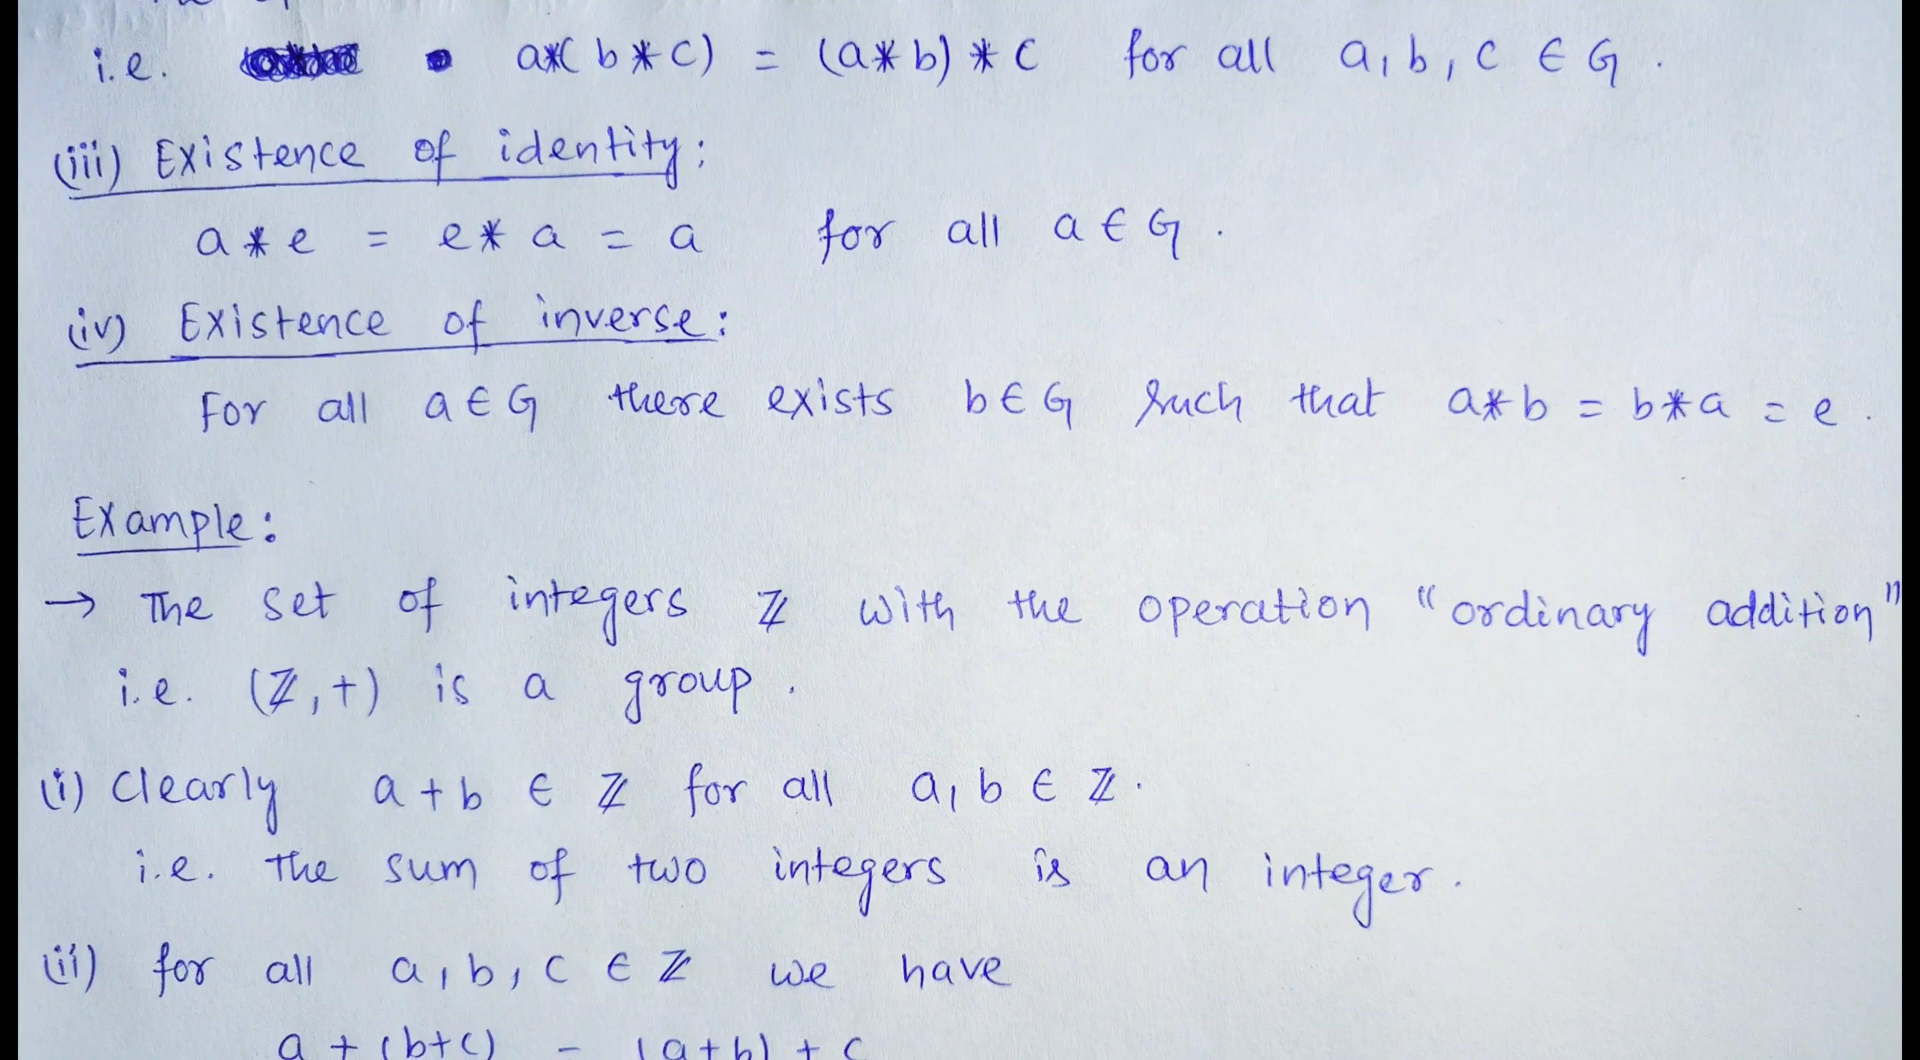 i.e. a*(b*c) = (a*b)*c for all a,b,c ∈ G.
(iii) Existence of identity:
a*e = e*a = a for all a ∈ G.
(iv) Existence of inverse:
For all a ∈ G there exists b ∈ G such that a*b = b*a = e.
Example:
→ The set of integers ℤ with the operation "ordinary addition"
i.e. (ℤ,+) is a group.
(i) Clearly a+b ∈ ℤ for all a,b ∈ ℤ.
i.e. the sum of two integers is an integer.
(ii) for all a,b,c ∈ ℤ we have
a + (b+c) = (a+b) + c